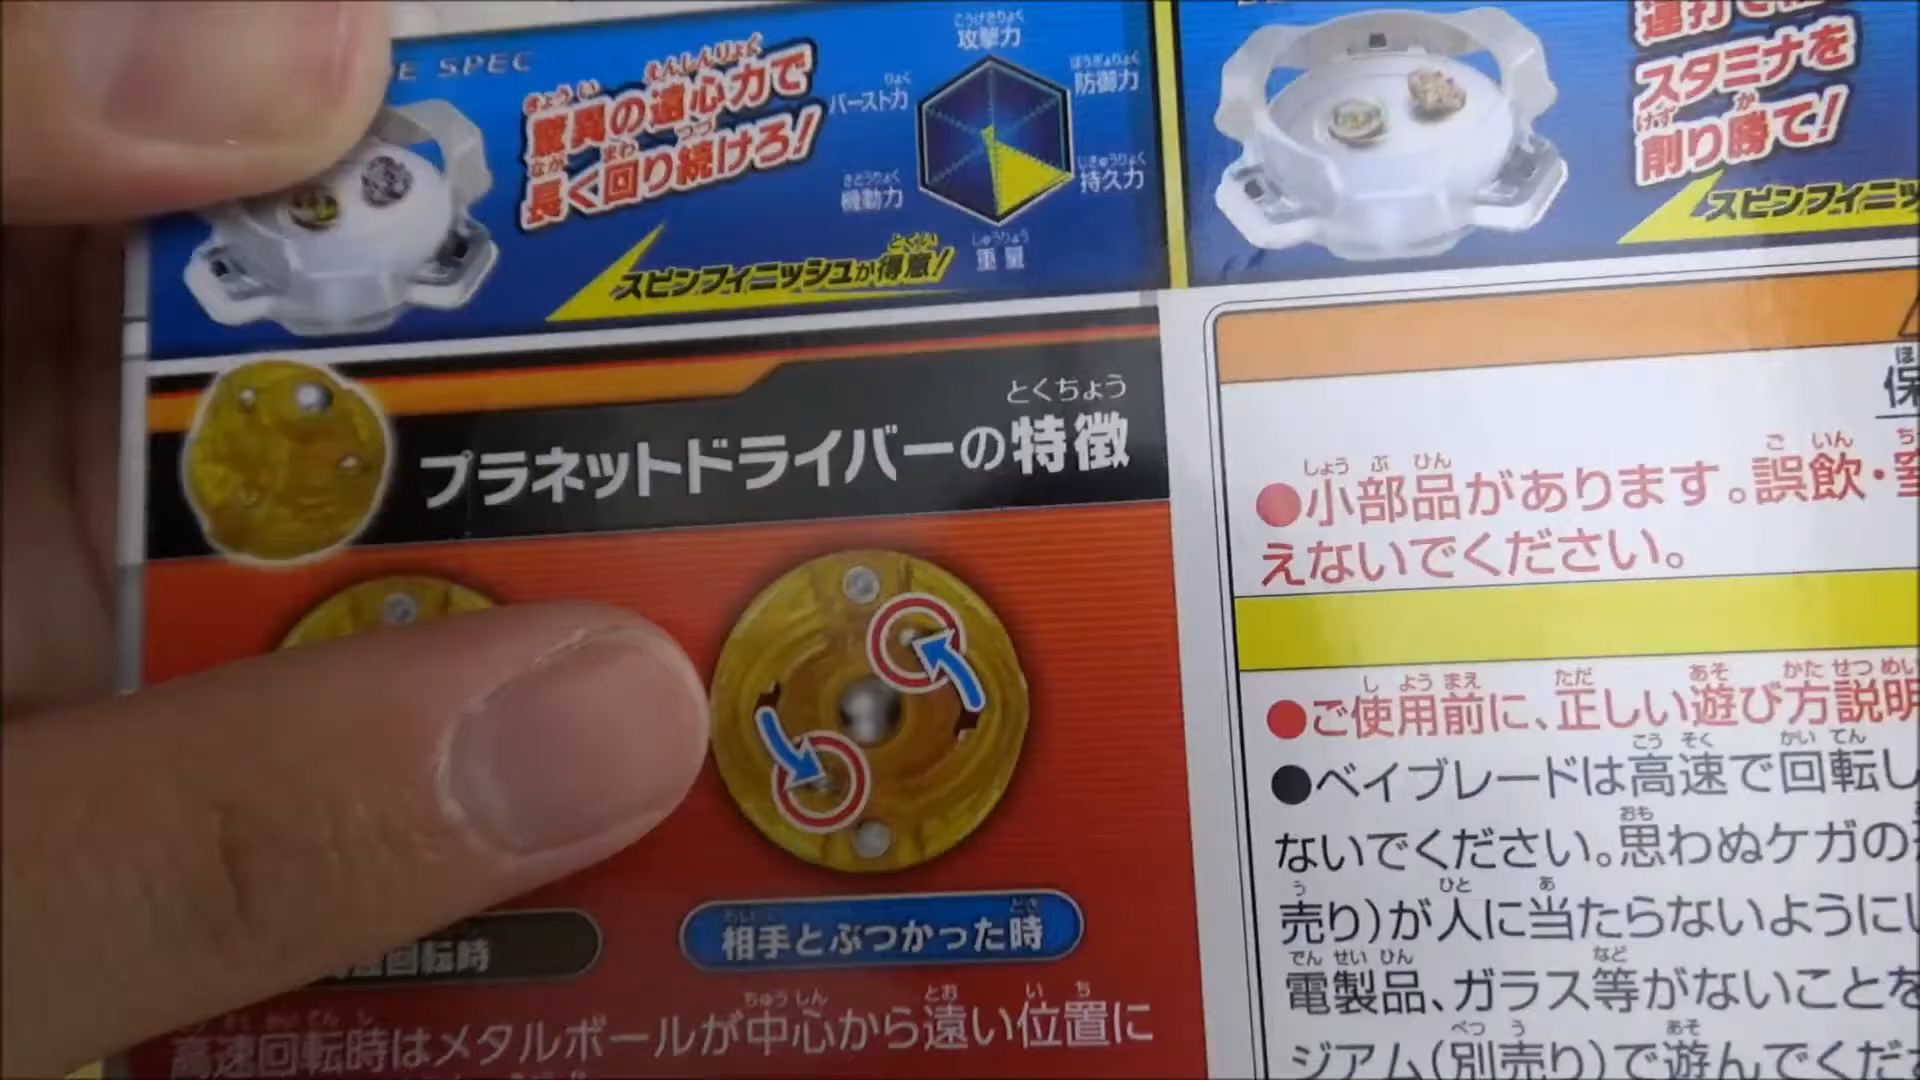 E SPEC
驚異の遠心力で
長く回り続けろ!
スピンフィニッシュが得意!
攻撃力
防御力
持久力
重量
機動力
バースト力
スタミナを
削り勝て!
スピンフィニッ
プラネットドライバーの特徴
回転時
相手とぶつかった時
高速回転時はメタルボールが中心から遠い位置に
●小部品があります。誤飲・
えないでください。
●ご使用前に、正しい遊び方説明
●ベイブレードは高速で回転し
ないでください。思わぬケガの
売り)が人に当たらないように
電製品、ガラス等がないことを
ジアム(別売り)で遊んでくだ